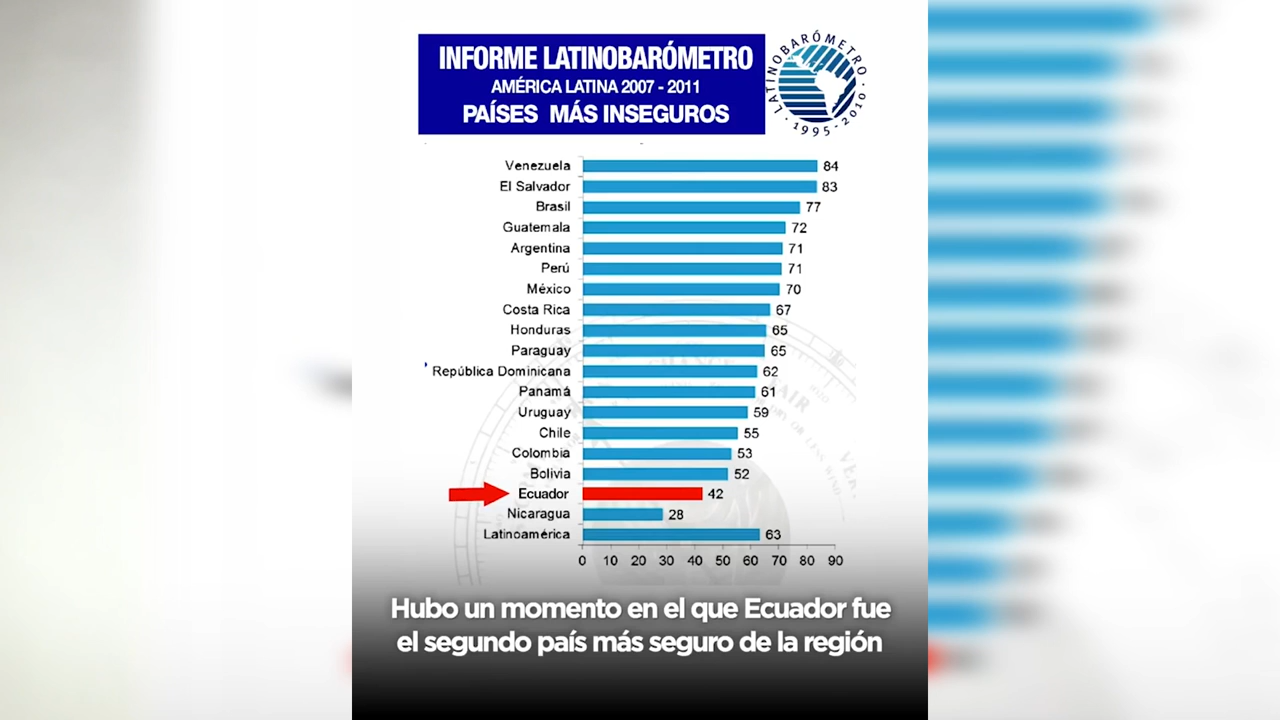 INFORME LATINOBARÓMETRO
AMÉRICA LATINA 2007 - 2011
PAÍSES MÁS INSEGUROS
LATINOBARÓMETRO
1995-2010
Venezuela 84
El Salvador 83
Brasil 77
Guatemala 72
Argentina 71
Perú 71
México 70
Costa Rica 67
Honduras 65
Paraguay 65
República Dominicana 62
Panamá 61
Uruguay 59
Chile 55
Colombia 53
Bolivia 52
Ecuador 42
Nicaragua 28
Latinoamérica 63
0 10 20 30 40 50 60 70 80 90
Hubo un momento en el que Ecuador fue
el segundo país más seguro de la región